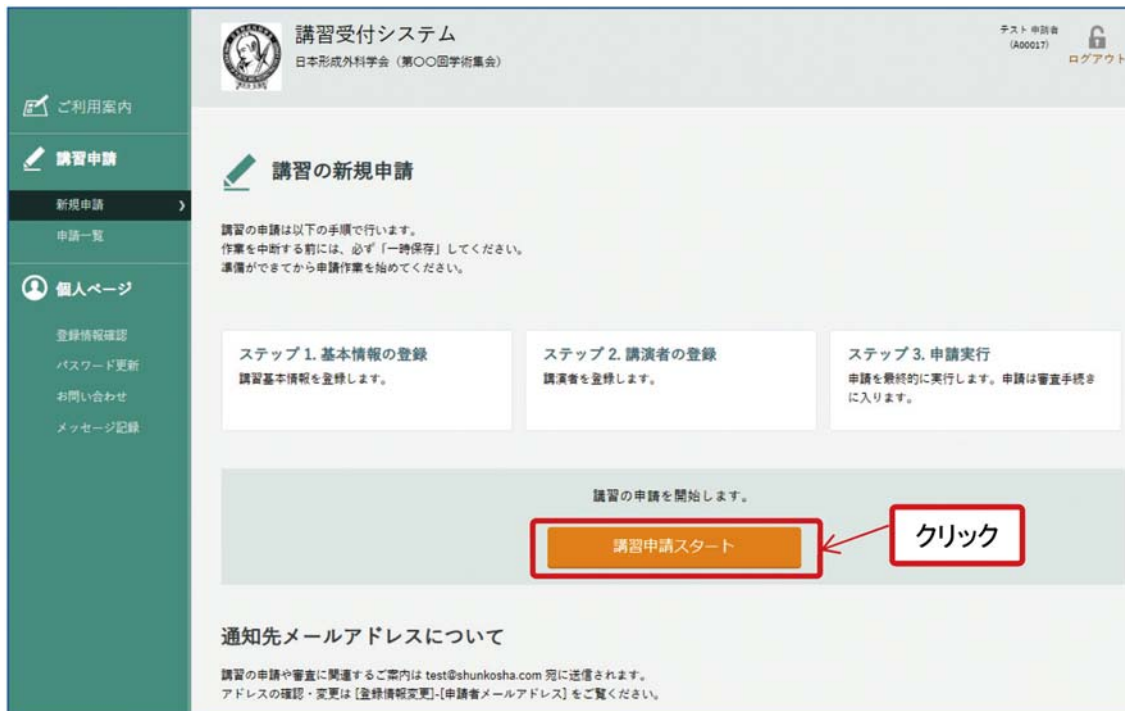 講習受付システム
日本形成外科学会(第〇〇回学術集会)
テスト 申請者
(A00017)
ログアウト
ご利用案内
講習申請
新規申請
申請一覧
個人ページ
登録情報確認
パスワード更新
お問い合わせ
メッセージ記録
講習の新規申請
講習の申請は以下の手順で行います。
作業を中断する前には、必ず「一時保存」してください。
準備ができてから申請作業を始めてください。
ステップ 1. 基本情報の登録
講習基本情報を登録します。
ステップ 2. 講演者の登録
講演者を登録します。
ステップ 3. 申請実行
申請を最終的に実行します。申請は審査手続き
に入ります。
講習の申請を開始します。
講習申請スタート
クリック
通知先メールアドレスについて
講習の申請や審査に関連するご案内は test@shunkosha.com 宛に送信されます。
アドレスの確認・変更は [登録情報変更]-[申請者メールアドレス] をご覧ください。